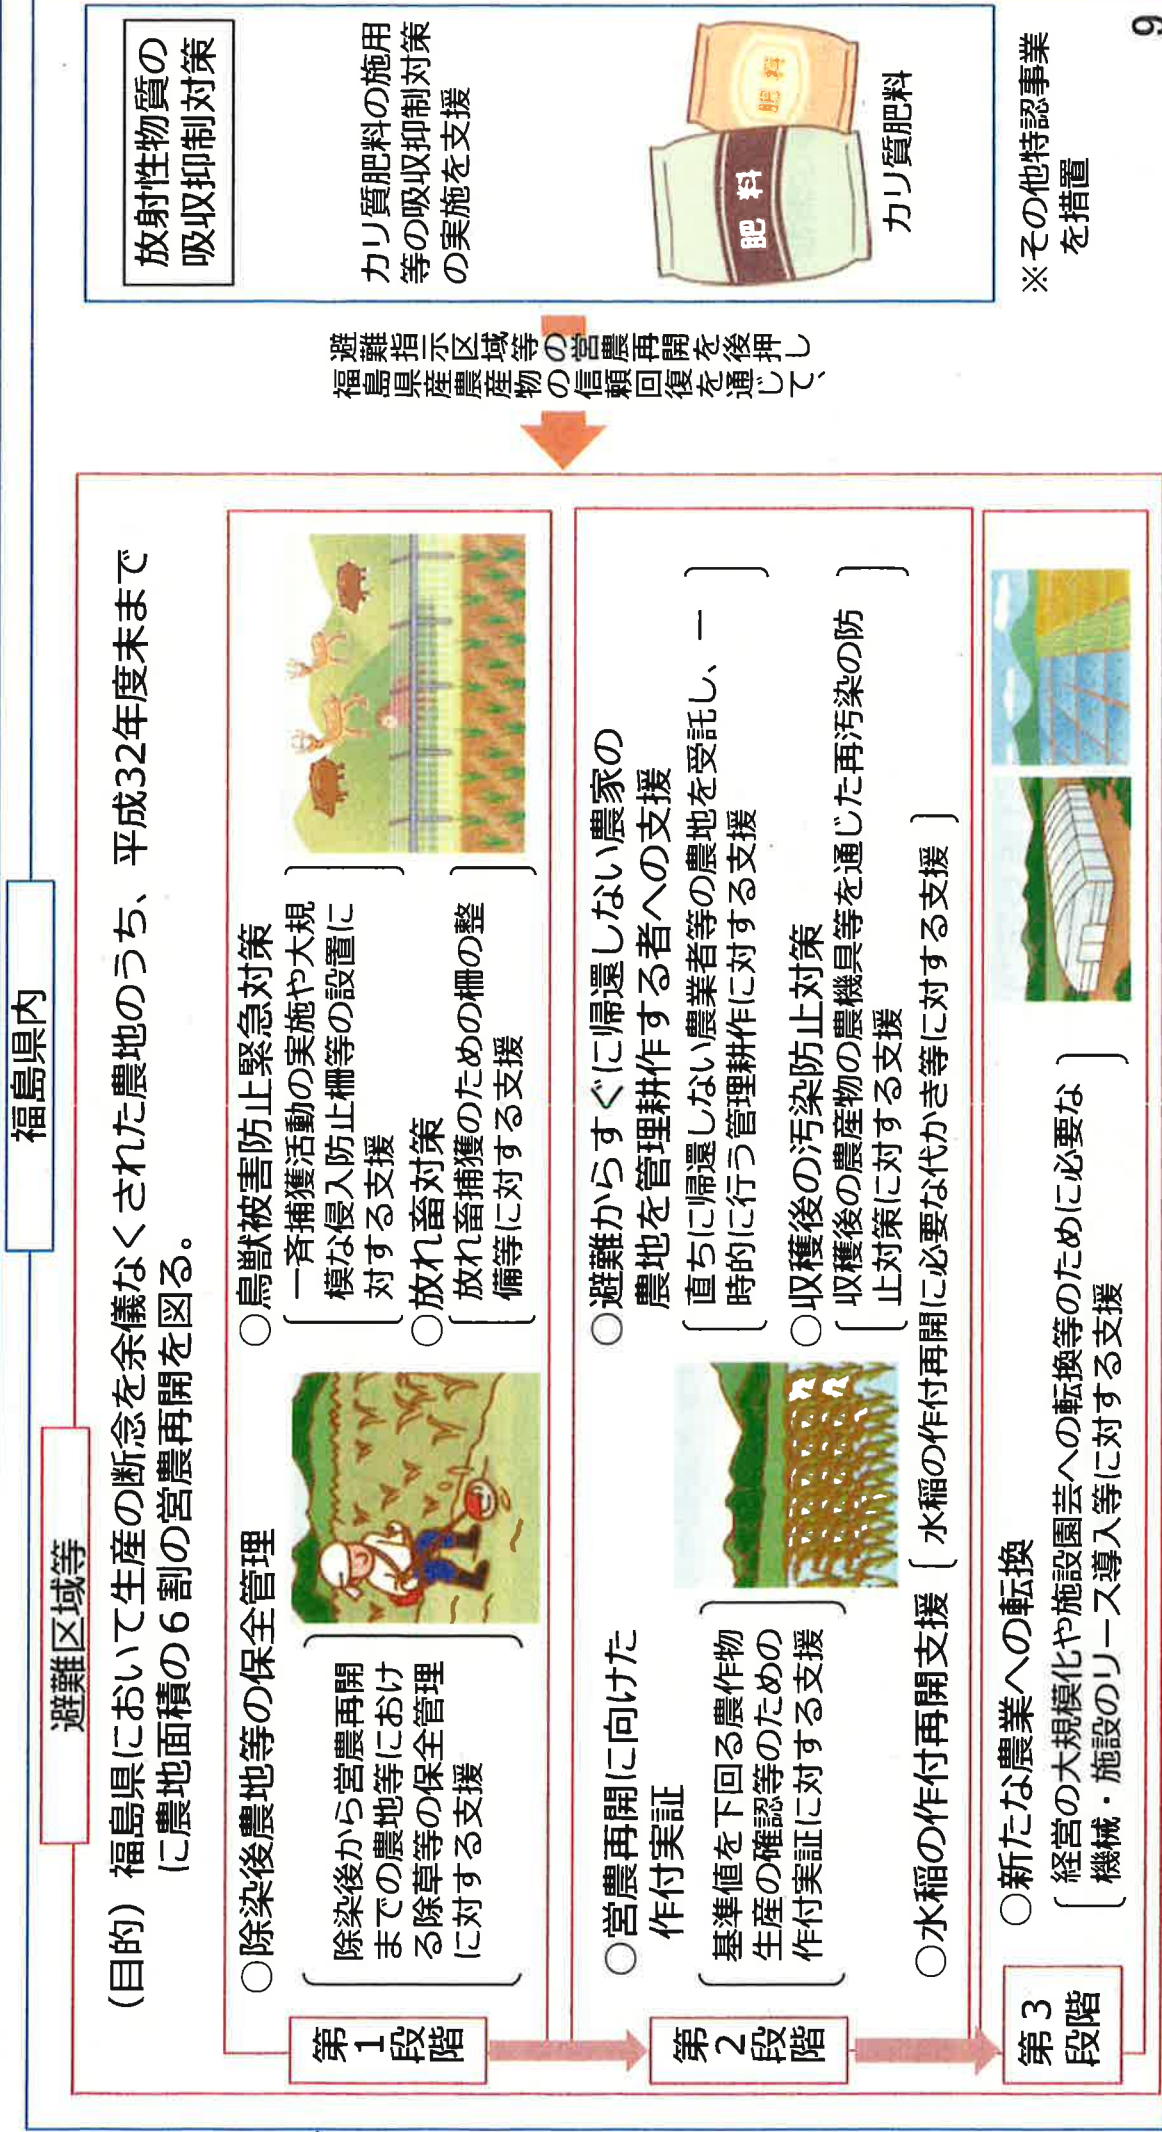 福島県内
避難区域等
(目的) 福島県において生産の断念を余儀なくされた農地のうち、平成32年度末まで
に農地面積の6割の営農再開を図る。
第1段階
○除染後農地等の保全管理
除染後から営農再開
までの農地等におけ
る除草等の保全管理
に対する支援
○鳥獣被害防止緊急対策
一斉捕獲活動の実施や大規
模な侵入防止柵等の設置に
対する支援
○放れ畜対策
放れ畜捕獲のための柵の整
備等に対する支援
第2段階
○営農再開に向けた
作付実証
基準値を下回る農作物
生産の確認等のための
作付実証に対する支援
○避難からすぐに帰還しない農家の
農地を管理耕作する者への支援
直ちに帰還しない農業者等の農地を受託し、一
時的に行う管理耕作に対する支援
○収穫後の汚染防止対策
収穫後の農産物の農機具等を通じた再汚染の防
止対策に対する支援
○水稲の作付再開支援
水稲の作付再開に必要な代かき等に対する支援
第3段階
○新たな農業への転換
経営の大規模化や施設園芸への転換等のために必要な
機械・施設のリース導入等に対する支援
福島県産農産物の信頼回復を通じて、
避難指示区域等の営農再開を後押し
放射性物質の
吸収抑制対策
カリ質肥料の施用
等の吸収抑制対策
の実施を支援
肥料
肥料
カリ質肥料
※その他特認事業
を措置
9